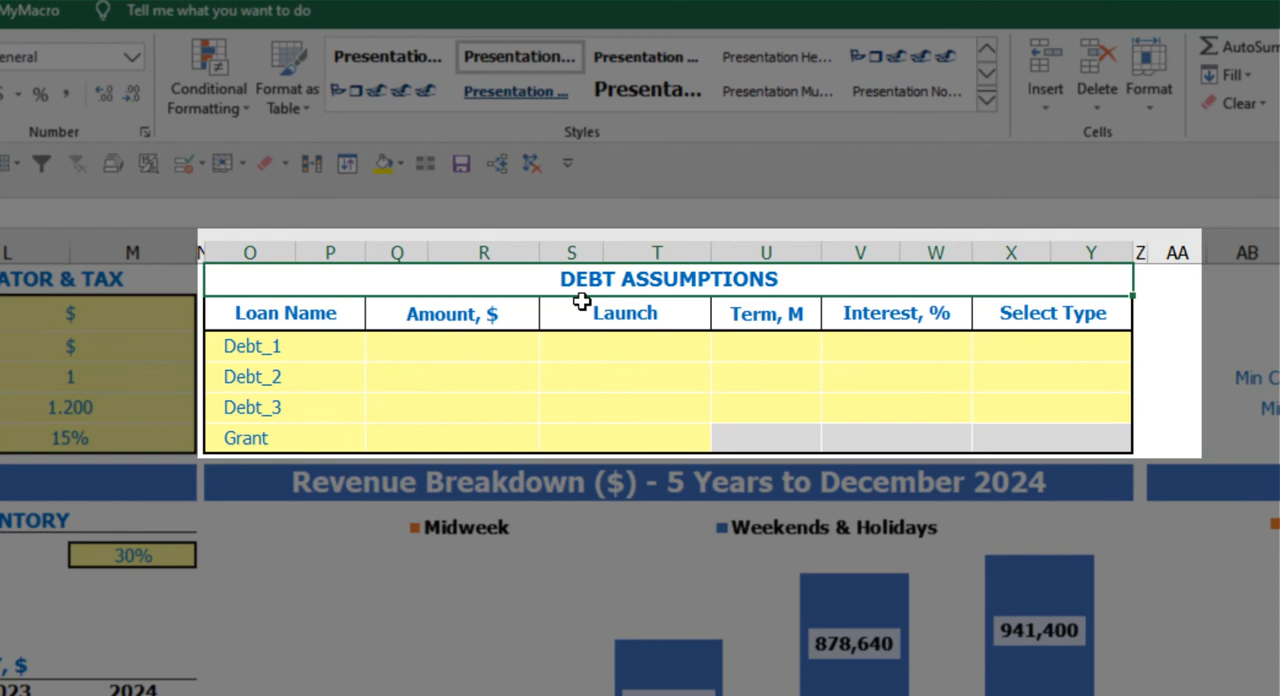 MyMacro Tell me what you want to do
eneral
Presentatio... Presentation... Presentation ... Presentation He...
Presentation ... Presenta... Presentation Mu... Presentation No...
Conditional
Formatting
Format as
Table
Insert Delete Format
AutoSum
Fill
Clear
% ,
Number Styles Cells
L M N O P Q R S T U V W X Y Z AA AB
ATOR & TAX DEBT ASSUMPTIONS
$ Loan Name Amount, $ Launch Term, M Interest, % Select Type
$ Debt_1
1 Debt_2 Min C
1.200 Debt_3 Mi
15% Grant
Revenue Breakdown ($) - 5 Years to December 2024
NTORY Midweek Weekends & Holidays
30%
878,640 941,400
, $
023 2024